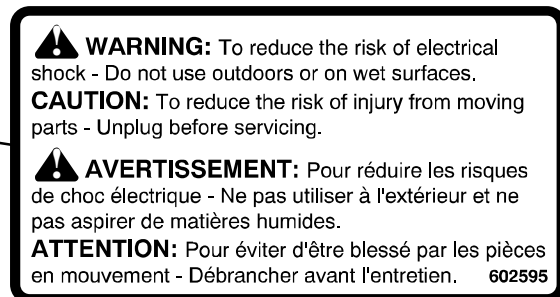 WARNING: To reduce the risk of electrical
shock - Do not use outdoors or on wet surfaces.
CAUTION: To reduce the risk of injury from moving
parts - Unplug before servicing.
AVERTISSEMENT: Pour réduire les risques
de choc électrique - Ne pas utiliser à l'extérieur et ne
pas aspirer de matières humides.
ATTENTION: Pour éviter d'être blessé par les pièces
en mouvement - Débrancher avant l'entretien. 602595